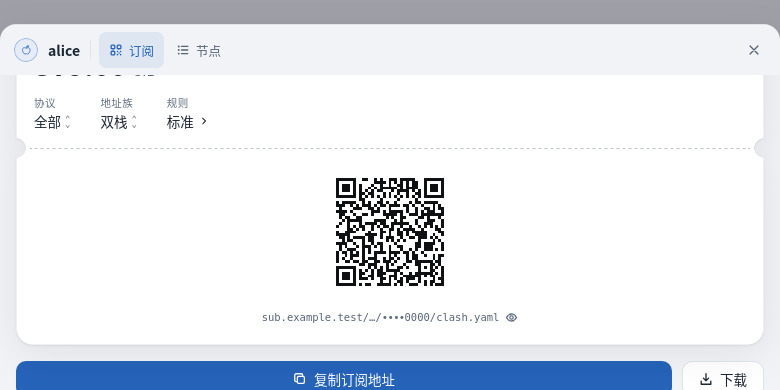 alice
订阅
节点
协议
地址族
规则
全部
双栈
标准
sub.example.test/…/••••0000/clash.yaml
复制订阅地址
下载